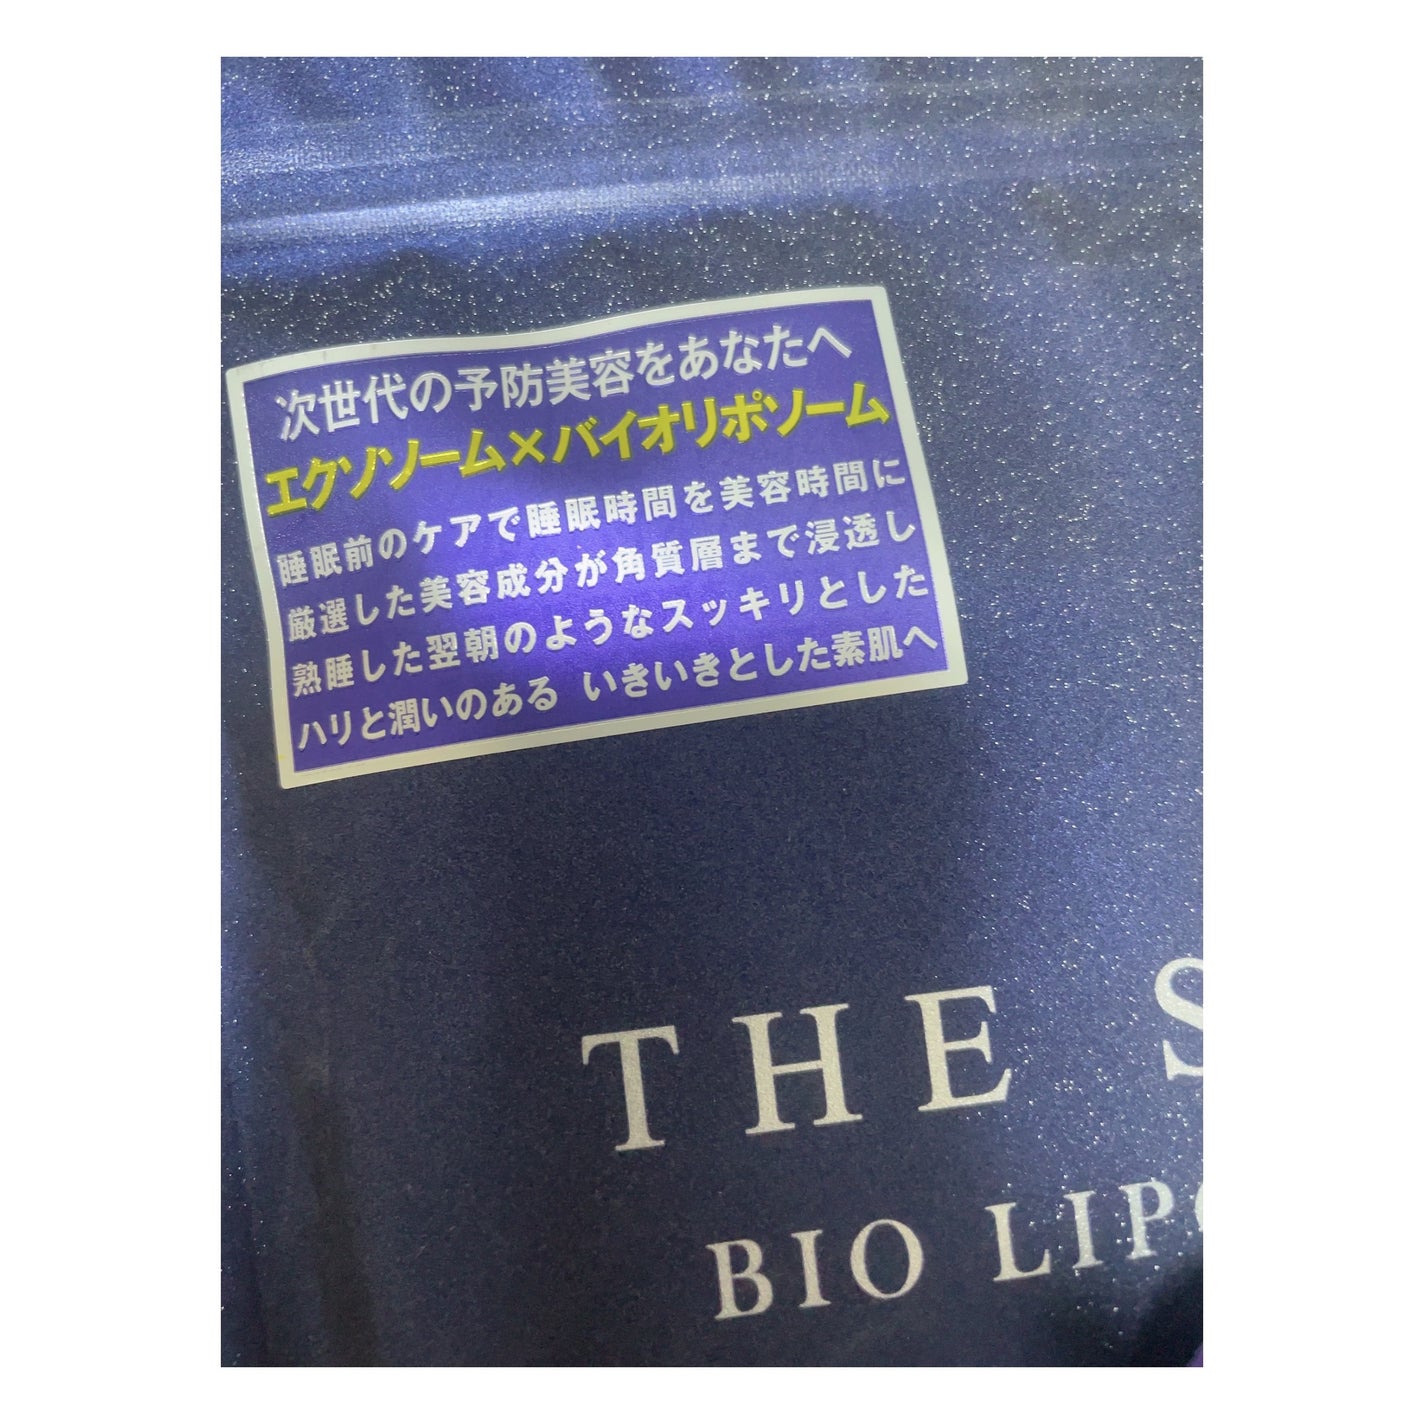 次世代の予防美容をあなたへ
エクソソーム×バイオリポソーム
睡眠前のケアで睡眠時間を美容時間に
厳選した美容成分が角質層まで浸透し
熟睡した翌朝のようなスッキリとした
ハリと潤いのある いきいきとした素肌へ
THE S
BIO LIP